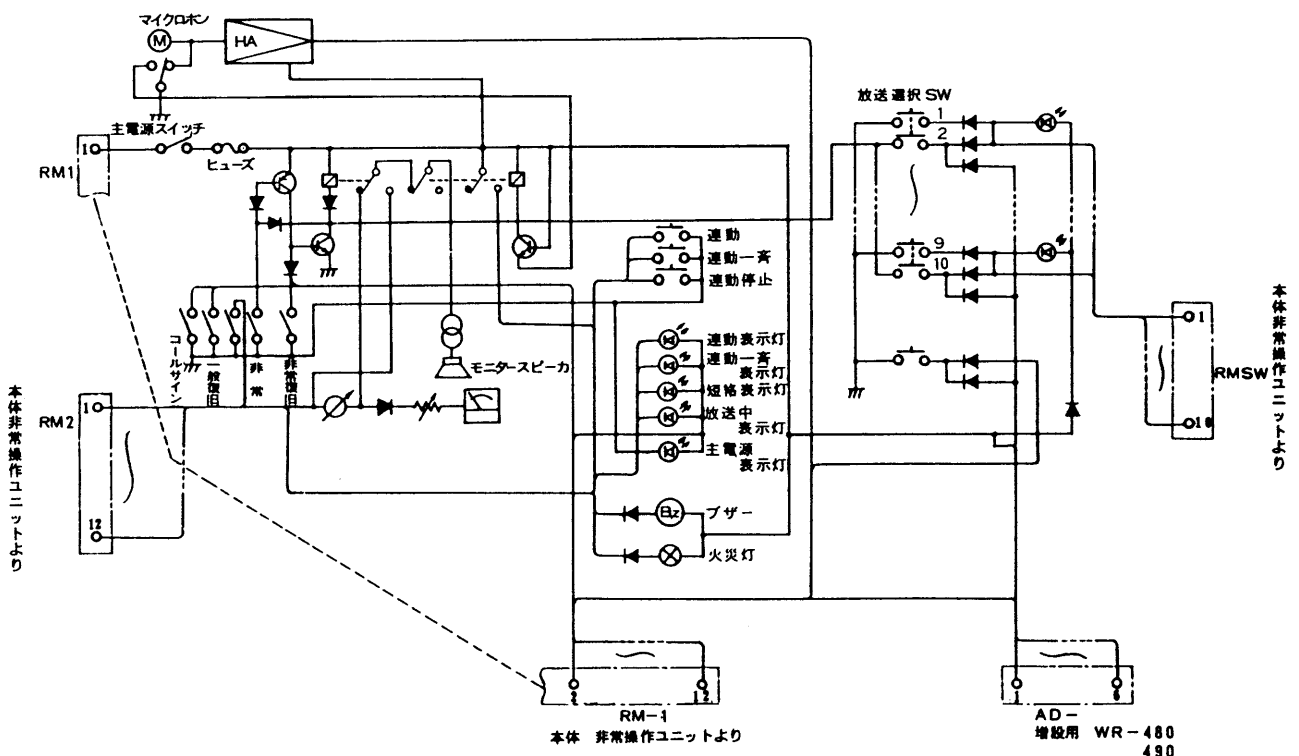 マイクロホン
M
HA
主電源スイッチ
RM1
1
ヒューズ
放送選択SW
1
2
9
10
連動
連動一斉
連動停止
コールサイン
一般復旧
非常
非常復旧
モニタースピーカ
連動表示灯
連動一斉
表示灯
短絡表示灯
放送中
表示灯
主電源
表示灯
Bz
ブザー
火災灯
RM2
1
12
本体非常操作ユニットより
RMSW
1
10
本体非常操作ユニットより
2
12
RM-1
本体 非常操作ユニットより
1
6
AD-
増設用 WR-480
490